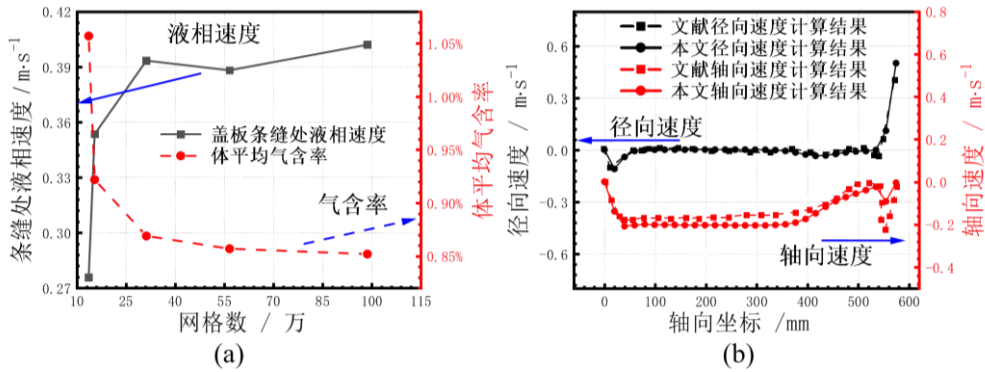 0.42
0.39
0.36
0.33
0.30
0.27
条缝处液相速度 /m·s⁻¹
液相速度
盖板条缝处液相速度
体平均气含率
气含率
1.05%
1.00%
0.95%
0.90%
0.85%
体平均气含率
10 25 40 55 70 85 100 115
网格数 / 万
(a)
0.6
0.3
0.0
-0.3
-0.6
径向速度 / m·s⁻¹
文献径向速度计算结果
本文径向速度计算结果
文献轴向速度计算结果
本文轴向速度计算结果
径向速度
轴向速度
0.8
0.6
0.4
0.2
0.0
-0.2
-0.4
轴向速度 / m·s⁻¹
0 100 200 300 400 500 600
轴向坐标 /mm
(b)